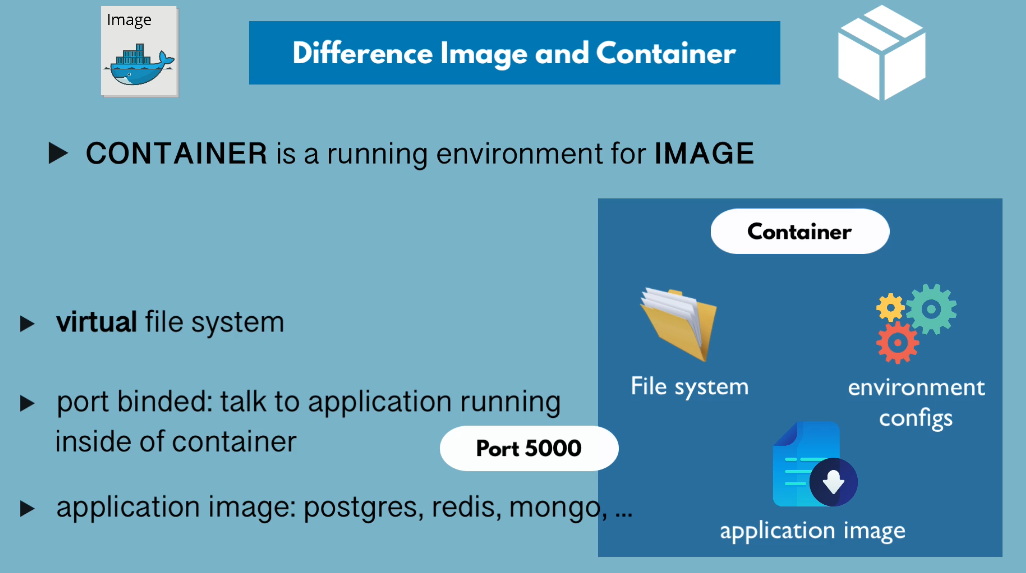 Image
Difference Image and Container
CONTAINER is a running environment for IMAGE
Container
virtual file system
File system
environment
configs
port binded: talk to application running
inside of container
Port 5000
application image: postgres, redis, mongo, ...
application image